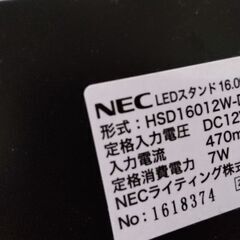 NEC LEDスタンド 16.0
形式：HSD16012W-
定格入力電圧 DC12
入力電流 470m
定格消費電力 7W
NECライティング株式
No: 1618374